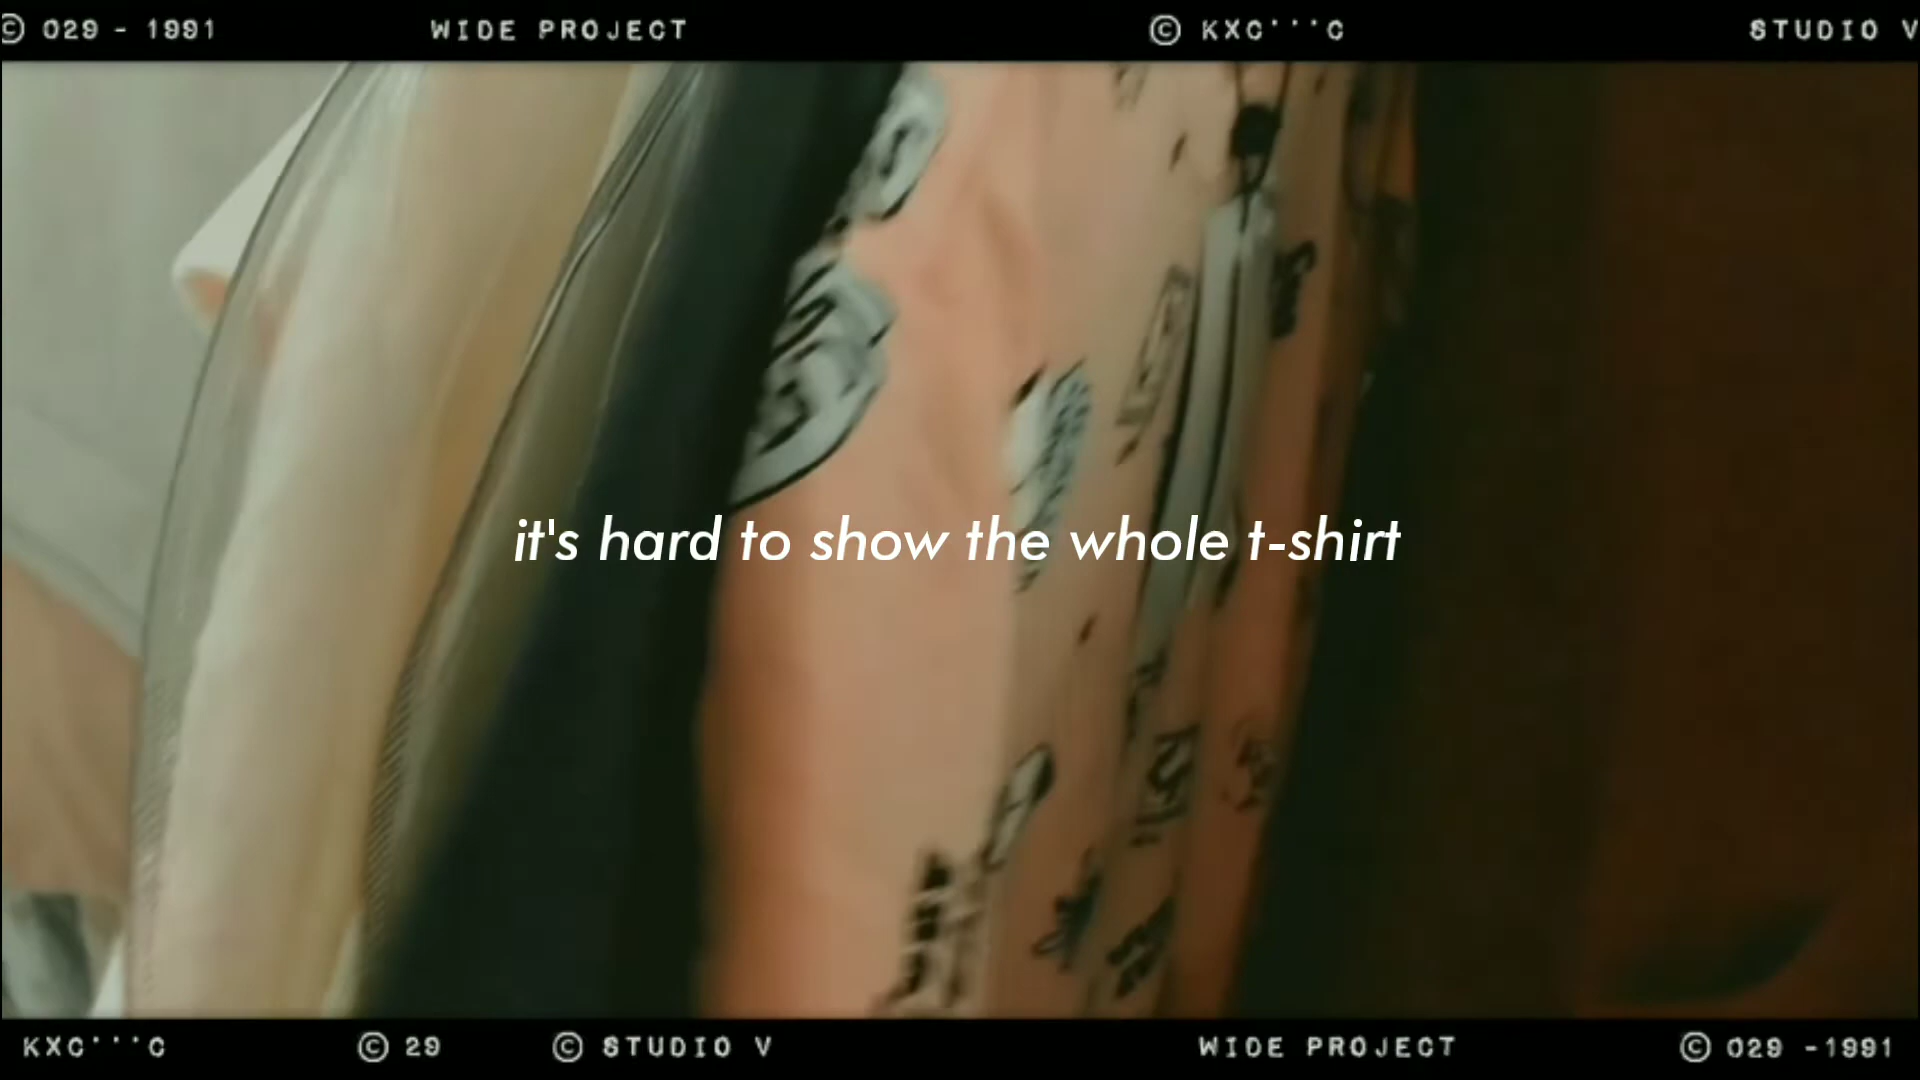 © 029 - 1991 WIDE PROJECT © KXC'''C STUDIO V
it's hard to show the whole t-shirt
KXC'''C © 29 © STUDIO V WIDE PROJECT © 029 -1991